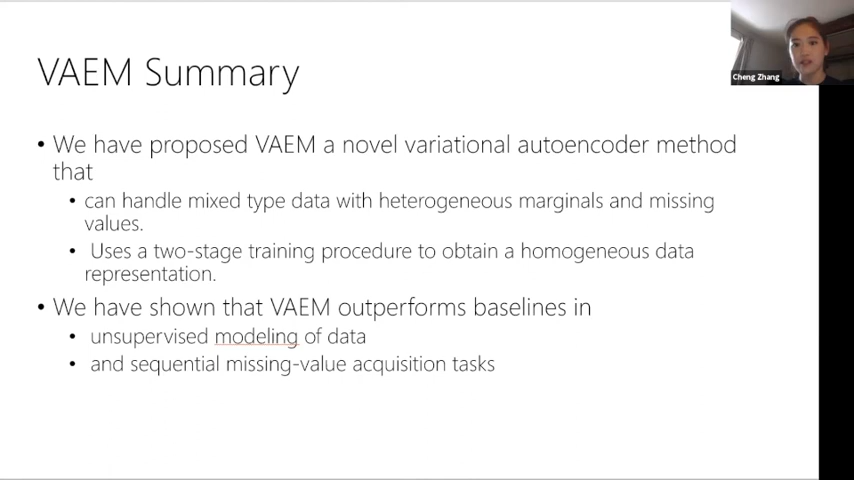 VAEM Summary
Cheng Zhang
• We have proposed VAEM a novel variational autoencoder method
that
• can handle mixed type data with heterogeneous marginals and missing
values.
• Uses a two-stage training procedure to obtain a homogeneous data
representation.
• We have shown that VAEM outperforms baselines in
• unsupervised modeling of data
• and sequential missing-value acquisition tasks